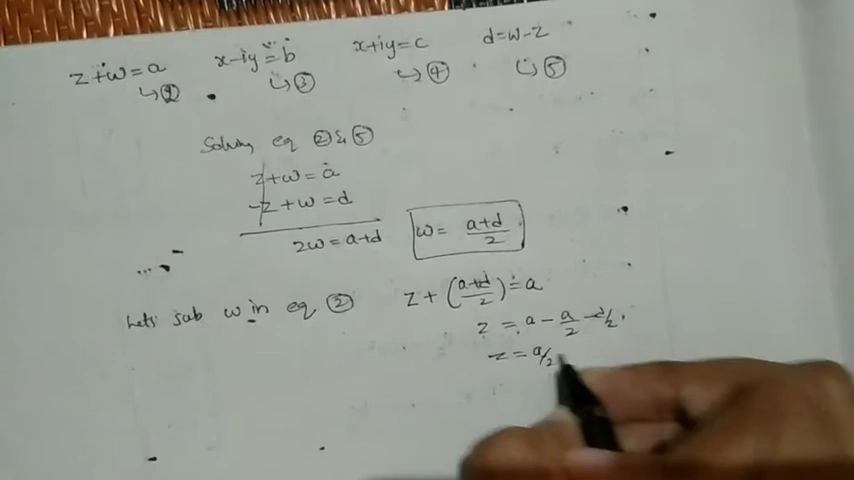 z+w=a x-iy=b x+iy=c d=w-z
↳② ↳③ ↳④ ↳⑤
Solving eq ② & ⑤
z+w=a
-z+w=d
2w=a+d w= a+d/2
Lets sub w in eq ② z+(a+d/2)=a
z = a - a/2 - d/2
z = a/2